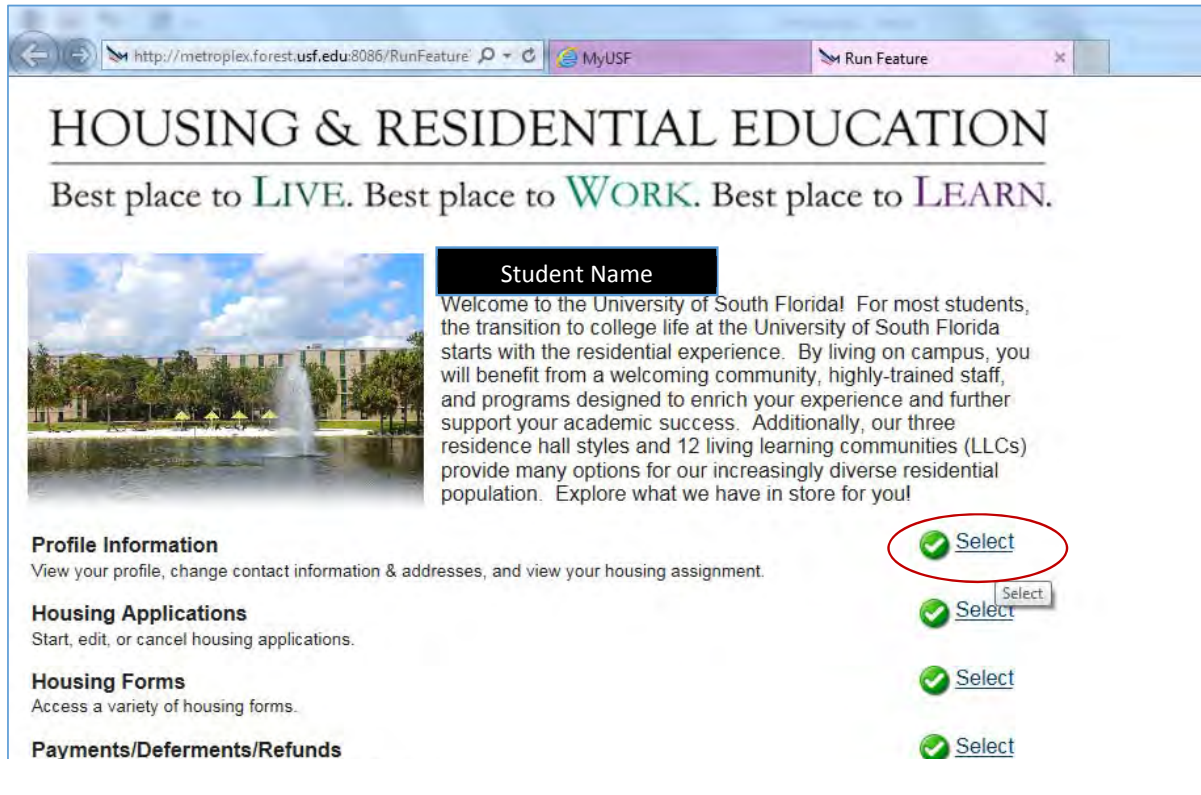 http://metroplex.forest.usf.edu:8086/RunFeature
MyUSF
Run Feature
HOUSING & RESIDENTIAL EDUCATION
Best place to LIVE. Best place to WORK. Best place to LEARN.
Student Name
Welcome to the University of South Florida! For most students,
the transition to college life at the University of South Florida
starts with the residential experience. By living on campus, you
will benefit from a welcoming community, highly-trained staff,
and programs designed to enrich your experience and further
support your academic success. Additionally, our three
residence hall styles and 12 living learning communities (LLCs)
provide many options for our increasingly diverse residential
population. Explore what we have in store for you!
Profile Information
Select
View your profile, change contact information & addresses, and view your housing assignment.
Select
Housing Applications
Select
Start, edit, or cancel housing applications.
Housing Forms
Select
Access a variety of housing forms.
Payments/Deferments/Refunds
Select